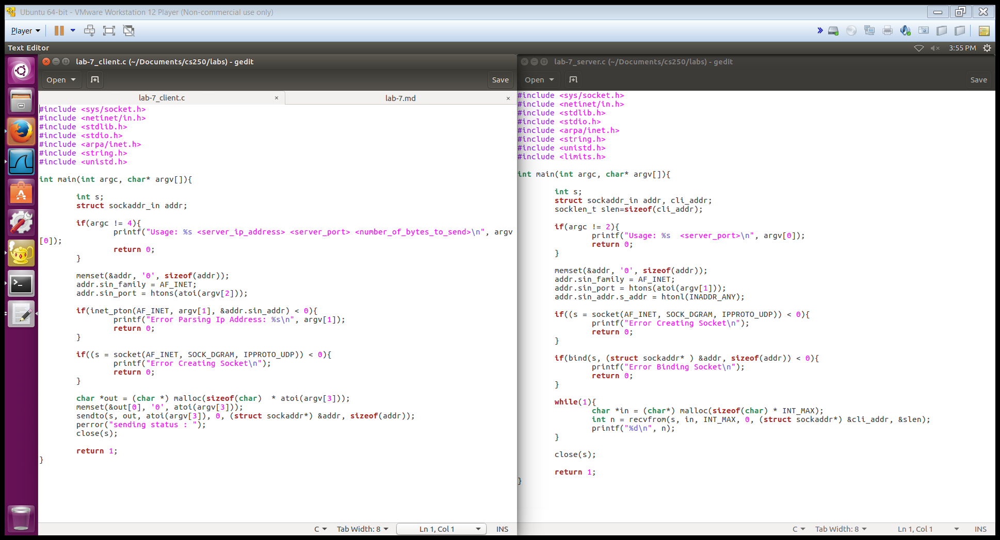 Ubuntu 64-bit - VMware Workstation 12 Player (Non-commercial use only)
Player
Text Editor
3:55 PM
lab-7_client.c (~/Documents/cs250/labs) - gedit
Open
Save
lab-7_client.c
lab-7.md
#include <sys/socket.h>
#include <netinet/in.h>
#include <stdlib.h>
#include <stdio.h>
#include <arpa/inet.h>
#include <string.h>
#include <unistd.h>
int main(int argc, char* argv[]){
int s;
struct sockaddr_in addr;
if(argc != 4){
printf("Usage: %s <server_ip_address> <server_port> <number_of_bytes_to_send>\n", argv
[0]);
return 0;
}
memset(&addr, '0', sizeof(addr));
addr.sin_family = AF_INET;
addr.sin_port = htons(atoi(argv[2]));
if(inet_pton(AF_INET, argv[1], &addr.sin_addr) < 0){
printf("Error Parsing Ip Address: %s\n", argv[1]);
return 0;
}
if((s = socket(AF_INET, SOCK_DGRAM, IPPROTO_UDP)) < 0){
printf("Error Creating Socket\n");
return 0;
}
char *out = (char *) malloc(sizeof(char)  * atoi(argv[3]));
memset(&out[0], '0', atoi(argv[3]));
sendto(s, out, atoi(argv[3]), 0, (struct sockaddr*) &addr, sizeof(addr));
perror("sending status : ");
close(s);
return 1;
}
C
Tab Width: 8
Ln 1, Col 1
INS
lab-7_server.c (~/Documents/cs250/labs) - gedit
Open
Save
#include <sys/socket.h>
#include <netinet/in.h>
#include <stdlib.h>
#include <stdio.h>
#include <arpa/inet.h>
#include <string.h>
#include <unistd.h>
#include <limits.h>
int main(int argc, char* argv[]){
int s;
struct sockaddr_in addr, cli_addr;
socklen_t slen=sizeof(cli_addr);
if(argc != 2){
printf("Usage: %s  <server_port>\n", argv[0]);
return 0;
}
memset(&addr, '0', sizeof(addr));
addr.sin_family = AF_INET;
addr.sin_port = htons(atoi(argv[1]));
addr.sin_addr.s_addr = htonl(INADDR_ANY);
if((s = socket(AF_INET, SOCK_DGRAM, IPPROTO_UDP)) < 0){
printf("Error Creating Socket\n");
return 0;
}
if(bind(s, (struct sockaddr* ) &addr, sizeof(addr)) < 0){
printf("Error Binding Socket\n");
return 0;
}
while(1){
char *in = (char*) malloc(sizeof(char) * INT_MAX);
int n = recvfrom(s, in, INT_MAX, 0, (struct sockaddr*) &cli_addr, &slen);
printf("%d\n", n);
}
close(s);
return 1;
}
C
Tab Width: 8
Ln 1, Col 1
INS